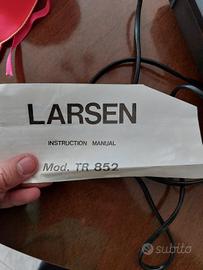 LARSEN
INSTRUCTION MANUAL
Mod. TR 852
subito